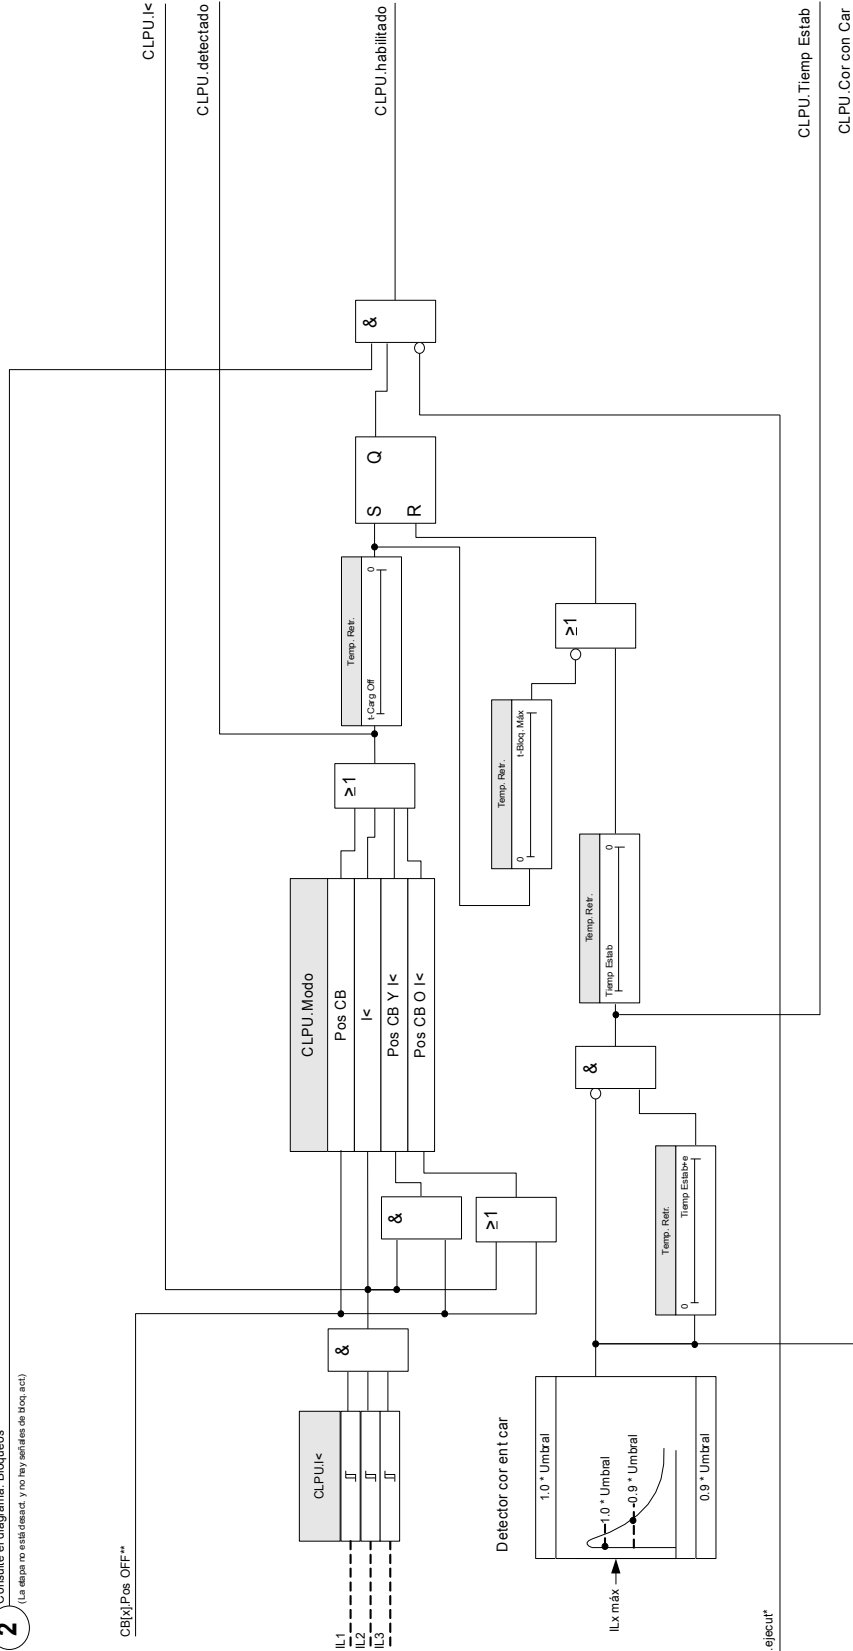 2
Consulte el diagrama: Bloqueos
(La etapa no está desact. y no hay señales de bloq. act.)
CLPU.I<
CLPU.detectado
CLPU.habilitado
CB[x].Pos OFF**
IL1
IL2
IL3
CLPU.I<
&
&
≥1
CLPU.Modo
Pos CB
I<
Pos CB Y I<
Pos CB O I<
≥1
Temp. Retr.
t-Carg Off
0
S
Q
R
&
Temp. Retr.
0
t-Bloq. Máx
≥1
Detector cor ent car
ILx máx
1.0 * Umbral
1.0 * Umbral
0.9 * Umbral
0.9 * Umbral
Temp. Retr.
0
Tiemp Estab+e
&
Temp. Retr.
Tiemp Estab
0
CLPU.Tiemp Estab
CLPU.Cor con Car
.ejecut*